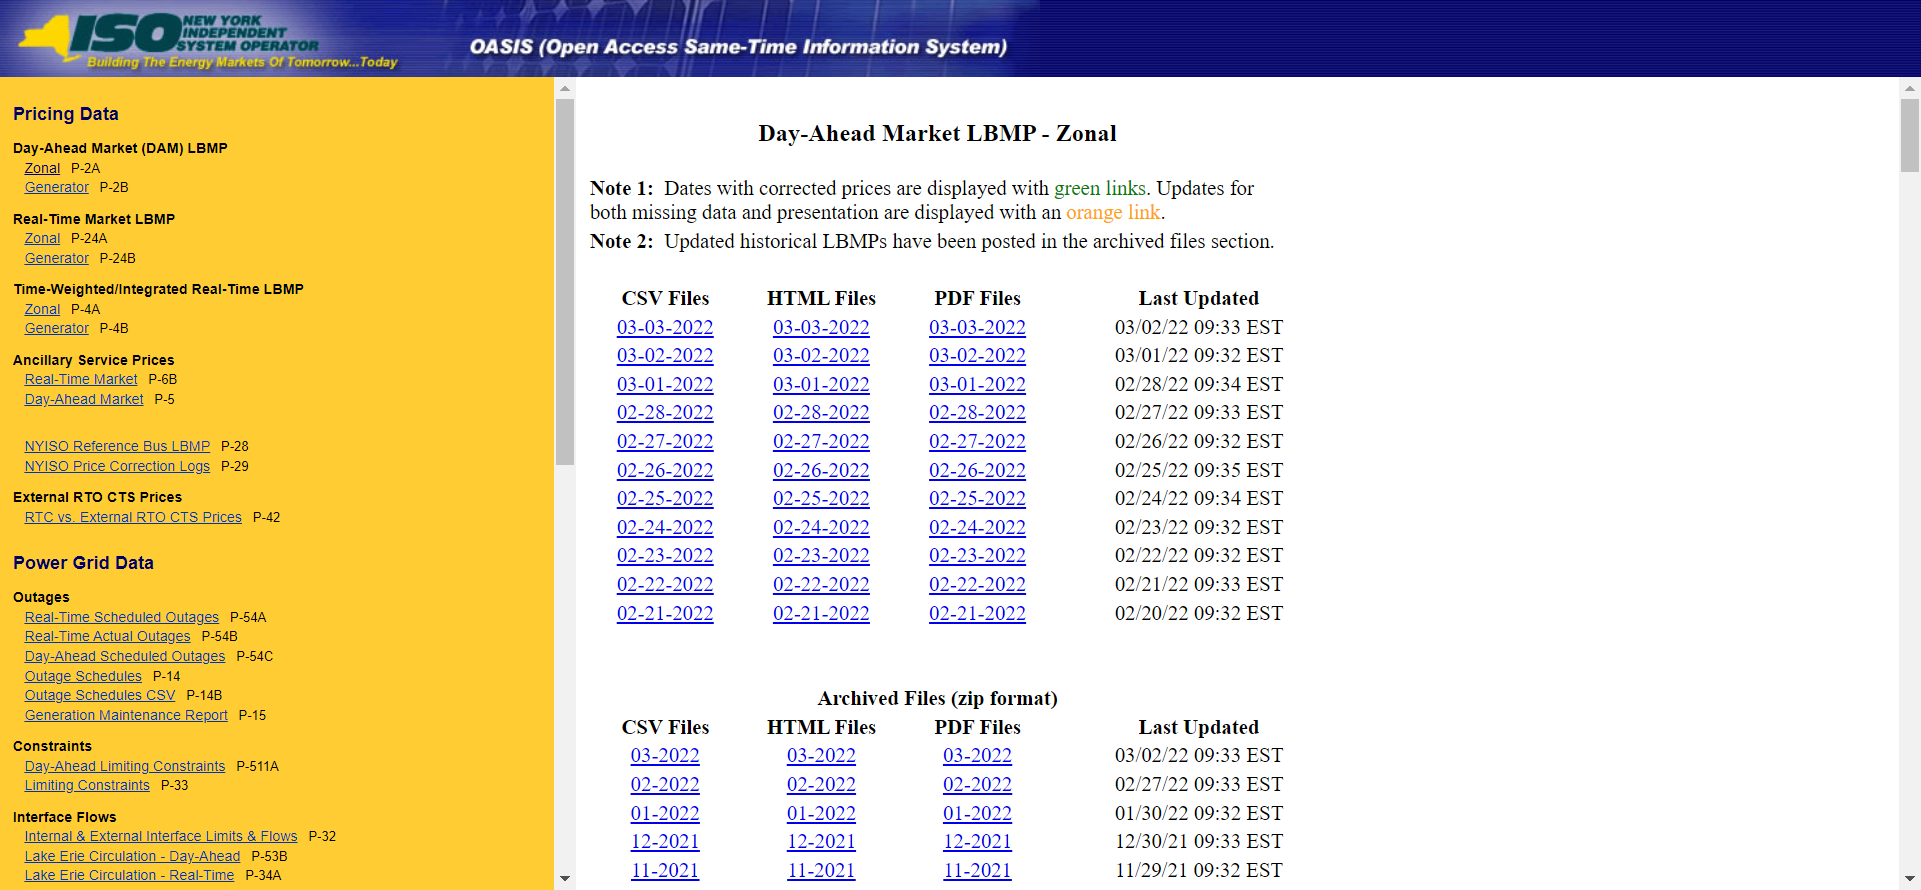 ISO NEW YORK
INDEPENDENT
SYSTEM OPERATOR
Building The Energy Markets Of Tomorrow...Today
OASIS (Open Access Same-Time Information System)
Pricing Data
Day-Ahead Market (DAM) LBMP
Zonal P-2A
Generator P-2B
Real-Time Market LBMP
Zonal P-24A
Generator P-24B
Time-Weighted/Integrated Real-Time LBMP
Zonal P-4A
Generator P-4B
Ancillary Service Prices
Real-Time Market P-6B
Day-Ahead Market P-5
NYISO Reference Bus LBMP P-28
NYISO Price Correction Logs P-29
External RTO CTS Prices
RTC vs. External RTO CTS Prices P-42
Power Grid Data
Outages
Real-Time Scheduled Outages P-54A
Real-Time Actual Outages P-54B
Day-Ahead Scheduled Outages P-54C
Outage Schedules P-14
Outage Schedules CSV P-14B
Generation Maintenance Report P-15
Constraints
Day-Ahead Limiting Constraints P-511A
Limiting Constraints P-33
Interface Flows
Internal & External Interface Limits & Flows P-32
Lake Erie Circulation - Day-Ahead P-53B
Lake Erie Circulation - Real-Time P-34A
Day-Ahead Market LBMP - Zonal
Note 1: Dates with corrected prices are displayed with green links. Updates for
both missing data and presentation are displayed with an orange link.
Note 2: Updated historical LBMPs have been posted in the archived files section.
CSV Files HTML Files PDF Files Last Updated
03-03-2022 03-03-2022 03-03-2022 03/02/22 09:33 EST
03-02-2022 03-02-2022 03-02-2022 03/01/22 09:32 EST
03-01-2022 03-01-2022 03-01-2022 02/28/22 09:34 EST
02-28-2022 02-28-2022 02-28-2022 02/27/22 09:33 EST
02-27-2022 02-27-2022 02-27-2022 02/26/22 09:32 EST
02-26-2022 02-26-2022 02-26-2022 02/25/22 09:35 EST
02-25-2022 02-25-2022 02-25-2022 02/24/22 09:34 EST
02-24-2022 02-24-2022 02-24-2022 02/23/22 09:32 EST
02-23-2022 02-23-2022 02-23-2022 02/22/22 09:32 EST
02-22-2022 02-22-2022 02-22-2022 02/21/22 09:33 EST
02-21-2022 02-21-2022 02-21-2022 02/20/22 09:32 EST
Archived Files (zip format)
CSV Files HTML Files PDF Files Last Updated
03-2022 03-2022 03-2022 03/02/22 09:33 EST
02-2022 02-2022 02-2022 02/27/22 09:33 EST
01-2022 01-2022 01-2022 01/30/22 09:32 EST
12-2021 12-2021 12-2021 12/30/21 09:33 EST
11-2021 11-2021 11-2021 11/29/21 09:32 EST